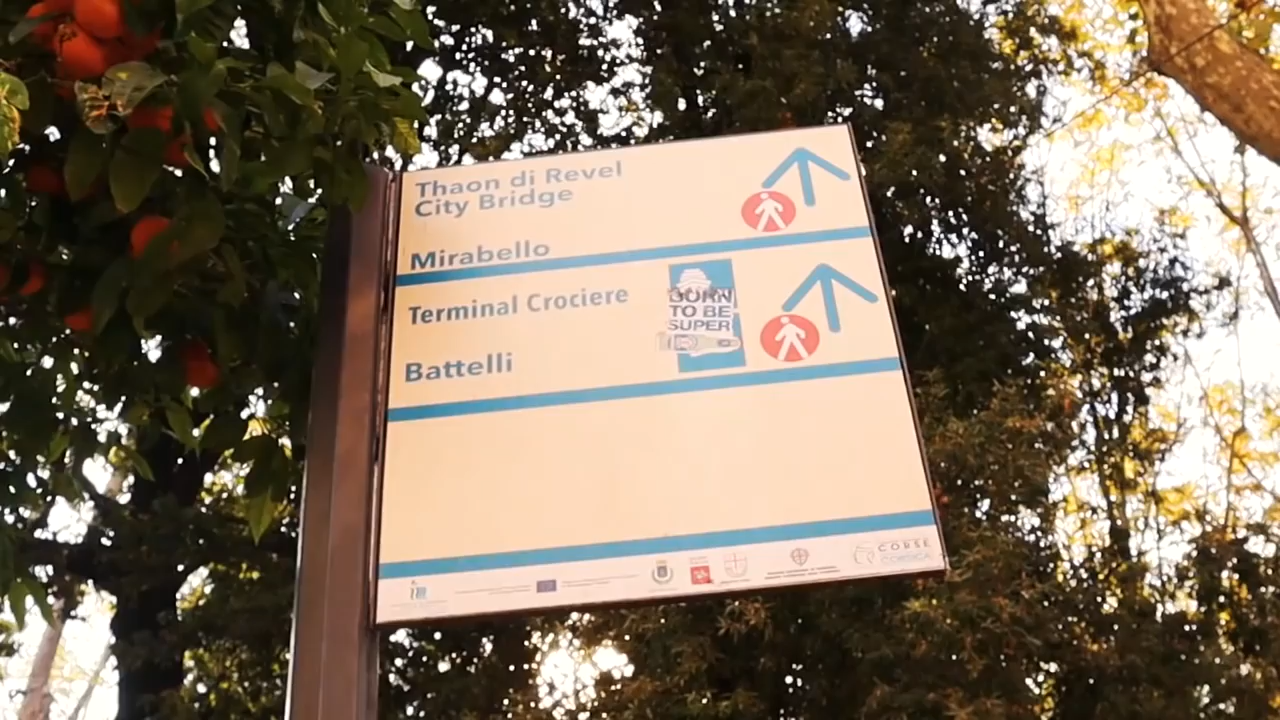 Thaon di Revel
City Bridge
Mirabello
Terminal Crociere
BORN
TO BE
SUPER
Battelli
CORSE
CORSICA